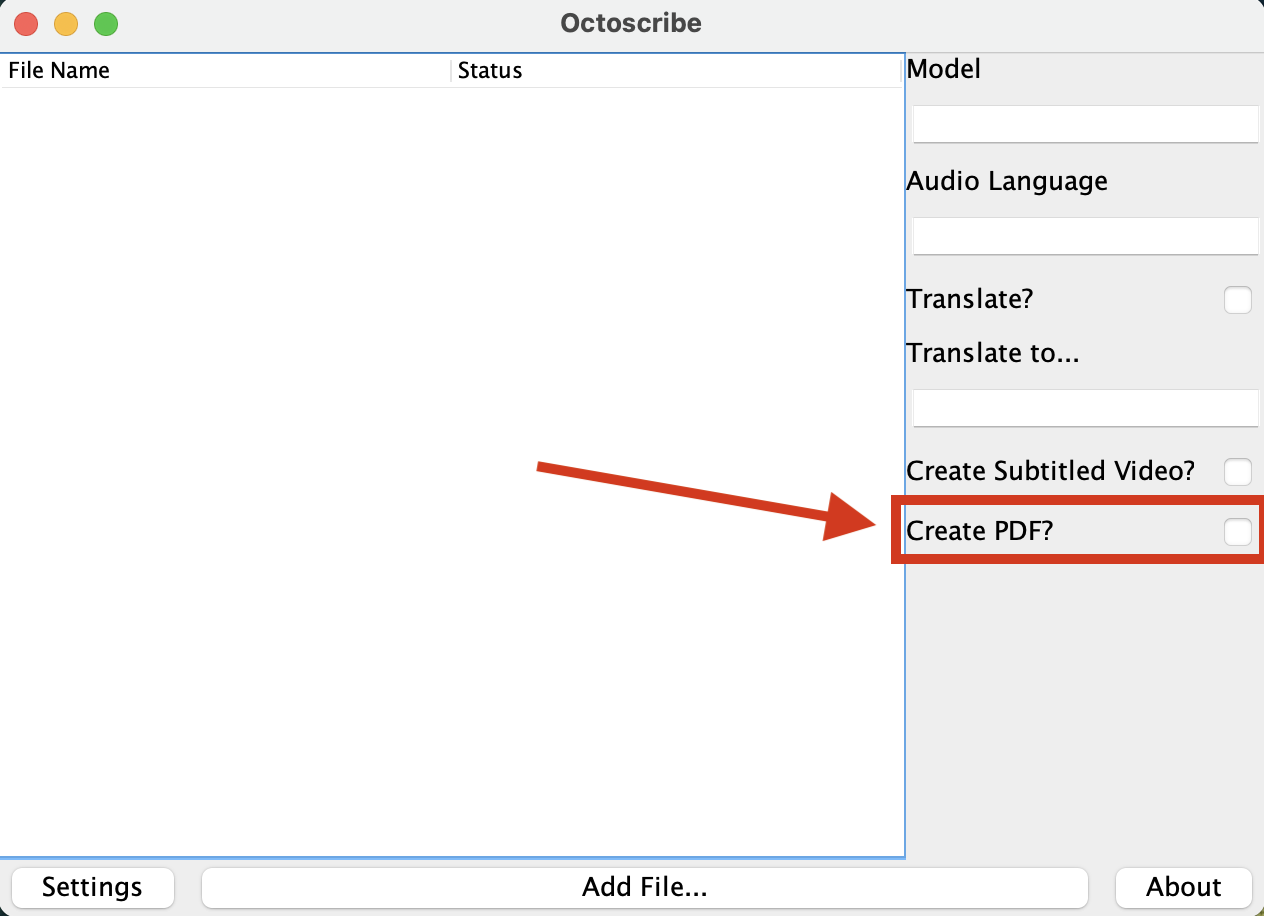 Octoscribe
File Name
Status
Model
Audio Language
Translate?
Translate to...
Create Subtitled Video?
Create PDF?
Settings
Add File...
About